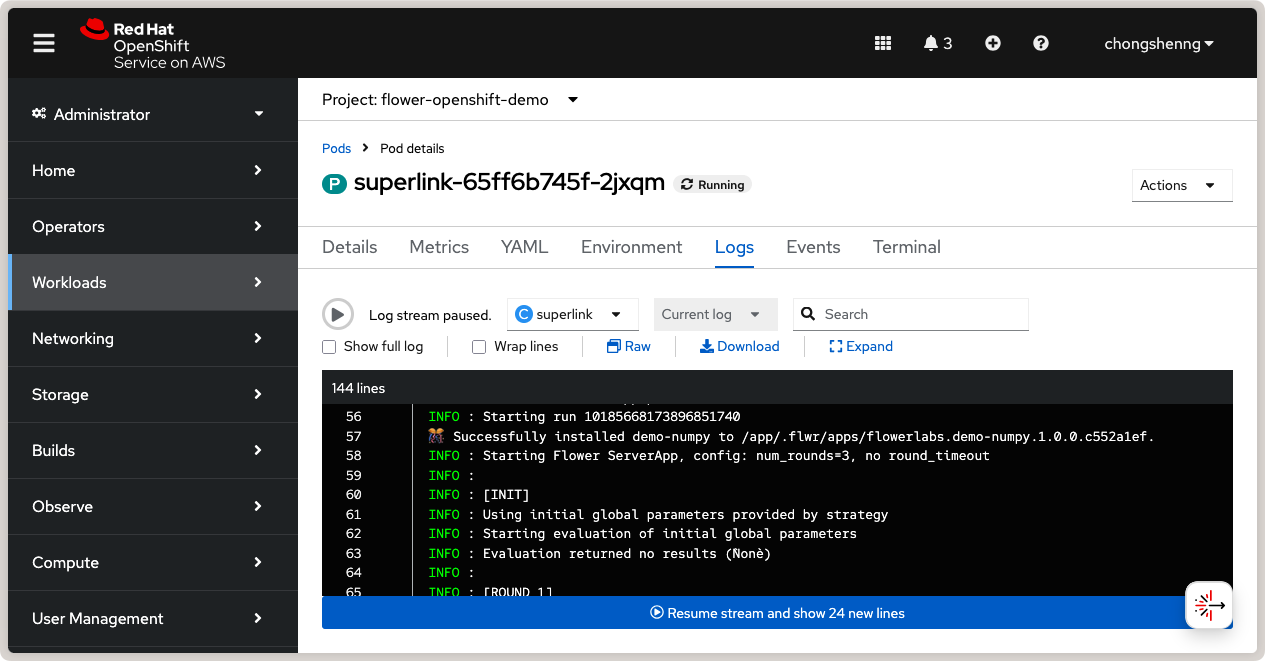 Red Hat
OpenShift
Service on AWS
3
chongshenng
Administrator
Home
Operators
Workloads
Networking
Storage
Builds
Observe
Compute
User Management
Project: flower-openshift-demo
Pods > Pod details
P superlink-65ff6b745f-2jxqm Running
Actions
Details Metrics YAML Environment Logs Events Terminal
Log stream paused. C superlink Current log Search
Show full log Wrap lines Raw Download Expand
144 lines
56 INFO : Starting run 10185668173896851740
57 🎊 Successfully installed demo-numpy to /app/.flwr/apps/flowerlabs.demo-numpy.1.0.0.c552a1ef.
58 INFO : Starting Flower ServerApp, config: num_rounds=3, no round_timeout
59 INFO :
60 INFO : [INIT]
61 INFO : Using initial global parameters provided by strategy
62 INFO : Starting evaluation of initial global parameters
63 INFO : Evaluation returned no results (`None`)
64 INFO :
65 INFO : [ROUND 1]
Resume stream and show 24 new lines